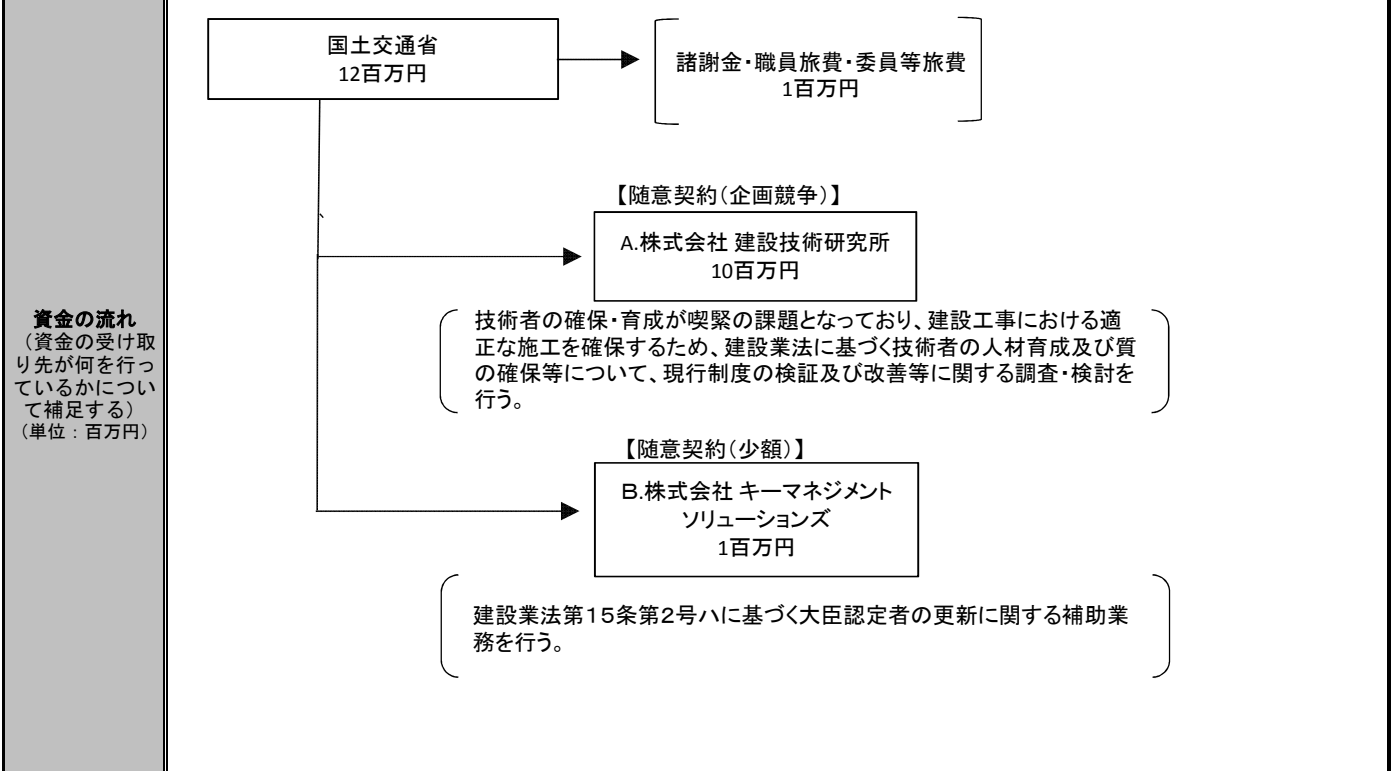 国土交通省
12百万円
諸謝金・職員旅費・委員等旅費
1百万円
【随意契約（企画競争）】
A.株式会社 建設技術研究所
10百万円
技術者の確保・育成が喫緊の課題となっており、建設工事における適
正な施工を確保するため、建設業法に基づく技術者の人材育成及び質
の確保等について、現行制度の検証及び改善等に関する調査・検討を
行う。
資金の流れ
（資金の受け取
り先が何を行っ
ているかについ
て補足する）
（単位：百万円）
【随意契約（少額）】
Ｂ.株式会社 キーマネジメント
ソリューションズ
1百万円
建設業法第１５条第２号ハに基づく大臣認定者の更新に関する補助業
務を行う。